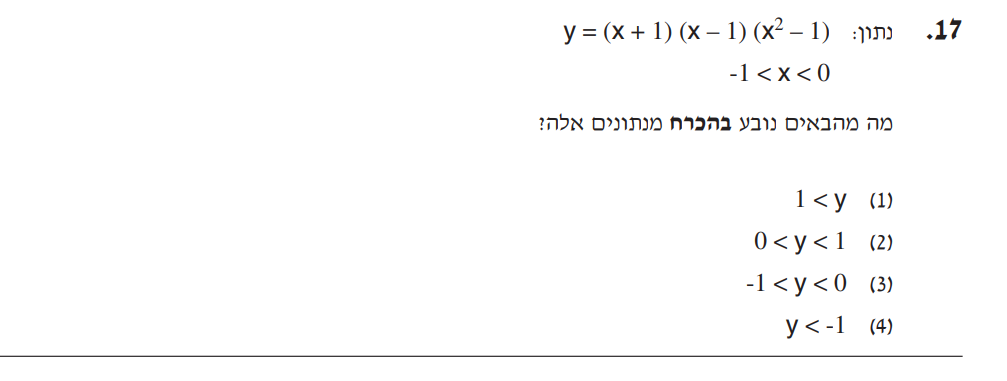 17. נתון: y = (x + 1) (x – 1) (x² – 1)
-1 < x < 0
מה מהבאים נובע בהכרח מנתונים אלה?
(1) 1 < y
(2) 0 < y < 1
(3) -1 < y < 0
(4) y < -1